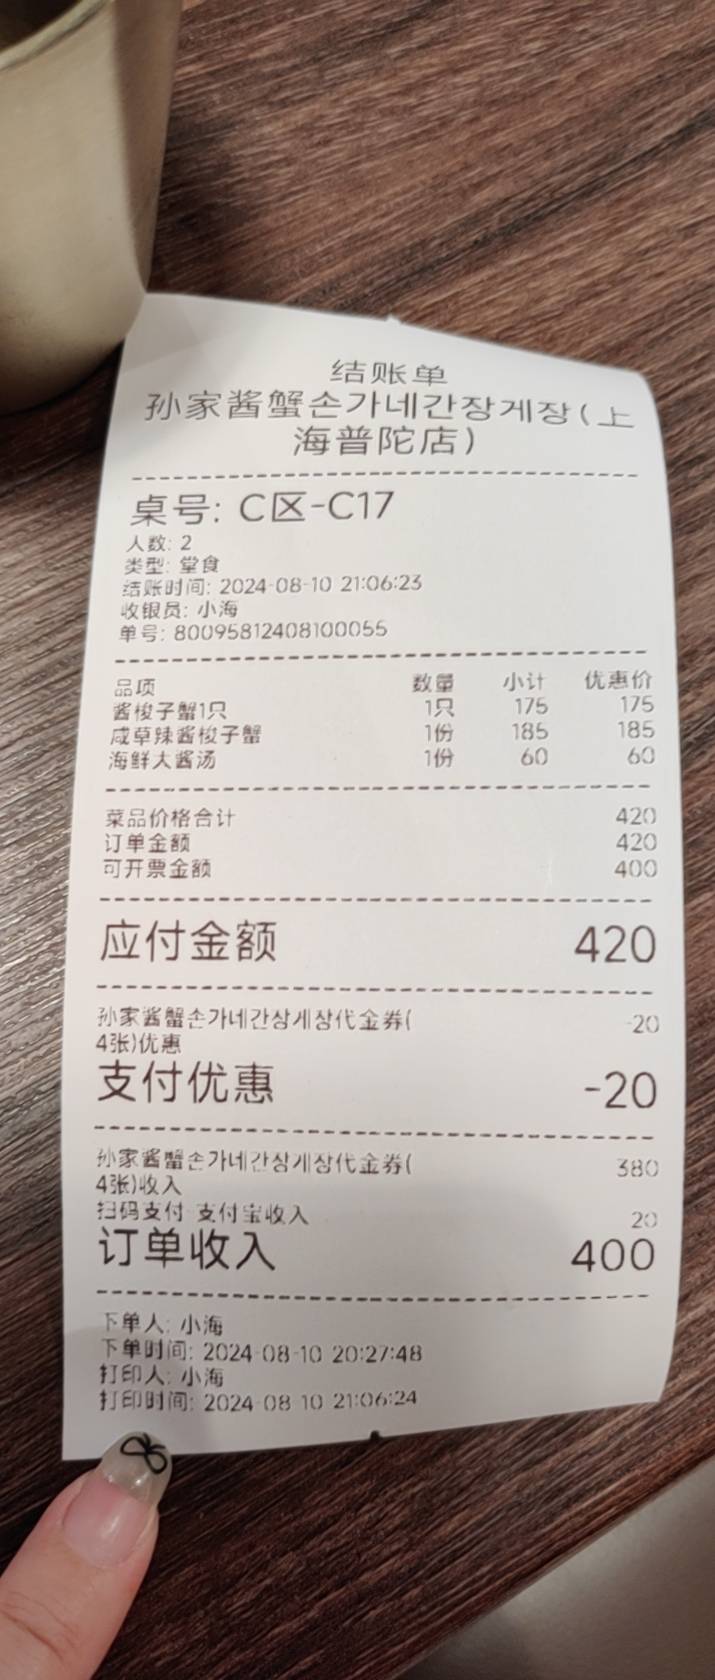 结账单
孙家酱蟹손가네간장게장(上
海普陀店)
桌号: C区-C17
人数: 2
类型: 堂食
结账时间: 2024-08-10 21:06:23
收银员: 小海
单号: 80095812408100055
品项 数量 小计 优惠价
酱梭子蟹1只 1只 175 175
咸草辣酱梭子蟹 1份 185 185
海鲜大酱汤 1份 60 60
菜品价格合计 420
订单金额 420
可开票金额 400
应付金额 420
孙家酱蟹손가네간장게장代金券( -20
4张)优惠
支付优惠 -20
孙家酱蟹손가네간장게장代金券( 380
4张)收入
扫码支付-支付宝收入 20
订单收入 400
下单人: 小海
下单时间: 2024-08-10 20:27:48
打印人: 小海
打印时间: 2024-08-10 21:06:24